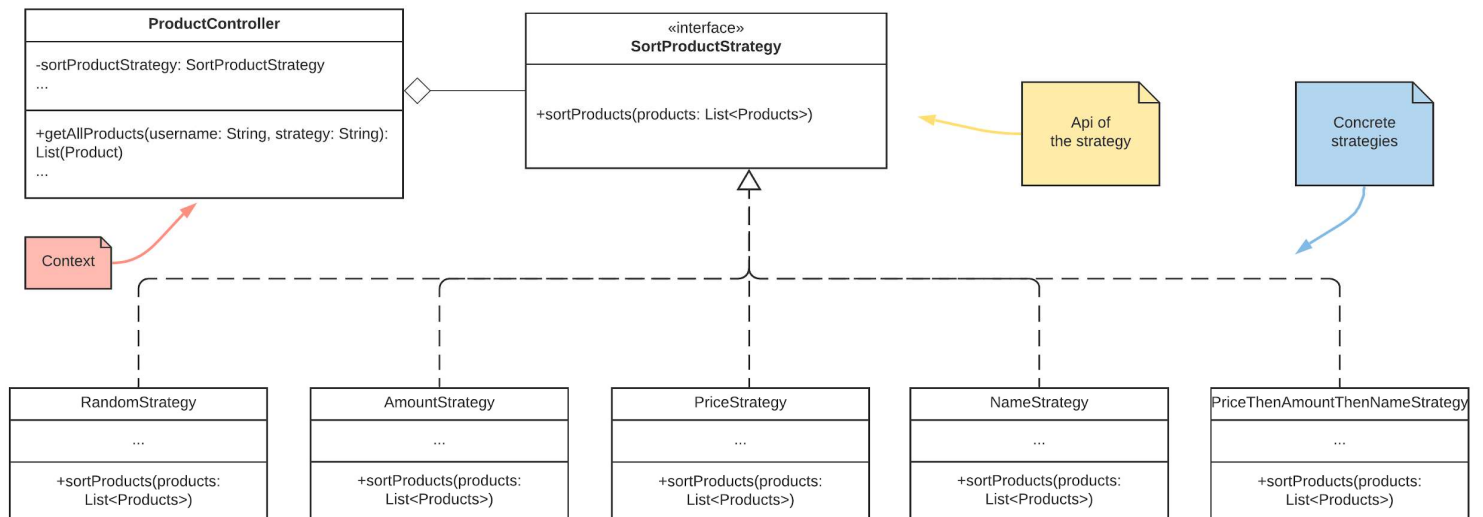 ProductController
-sortProductStrategy: SortProductStrategy
...
+getAllProducts(username: String, strategy: String):
List(Product)
...
«interface»
SortProductStrategy
+sortProducts(products: List<Products>)
Api of
the strategy
Concrete
strategies
Context
RandomStrategy
...
+sortProducts(products:
List<Products>)
AmountStrategy
...
+sortProducts(products:
List<Products>)
PriceStrategy
...
+sortProducts(products:
List<Products>)
NameStrategy
...
+sortProducts(products:
List<Products>)
PriceThenAmountThenNameStrategy
...
+sortProducts(products:
List<Products>)